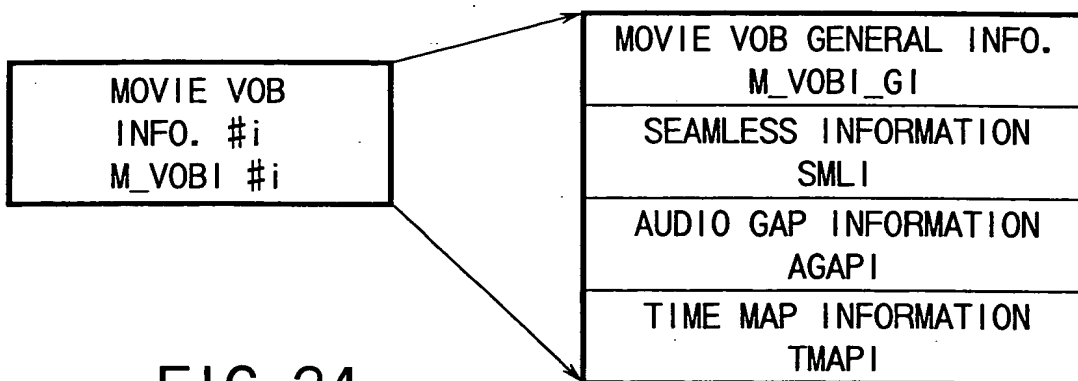 MOVIE VOB
INFO. #i
M_VOBI #i
MOVIE VOB GENERAL INFO.
M_VOBI_GI
SEAMLESS INFORMATION
SMLI
AUDIO GAP INFORMATION
AGAPI
TIME MAP INFORMATION
TMAPI